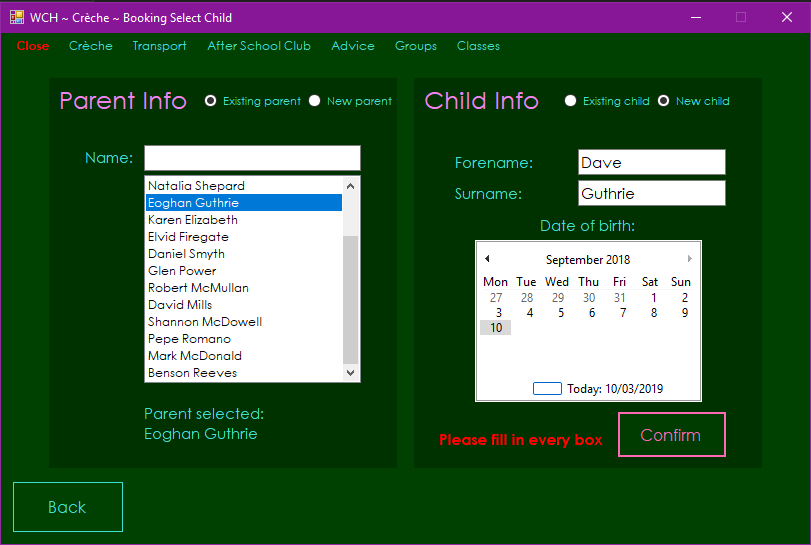 WCH ~ Crèche ~ Booking Select Child
Close Crèche Transport After School Club Advice Groups Classes
Parent Info Existing parent New parent
Name:
Natalia Shepard
Eoghan Guthrie
Karen Elizabeth
Elvid Firegate
Daniel Smyth
Glen Power
Robert McMullan
David Mills
Shannon McDowell
Pepe Romano
Mark McDonald
Benson Reeves
Parent selected:
Eoghan Guthrie
Child Info Existing child New child
Forename: Dave
Surname: Guthrie
Date of birth:
September 2018
Mon Tue Wed Thu Fri Sat Sun
27 28 29 30 31 1 2
3 4 5 6 7 8 9
10
Today: 10/03/2019
Please fill in every box Confirm
Back